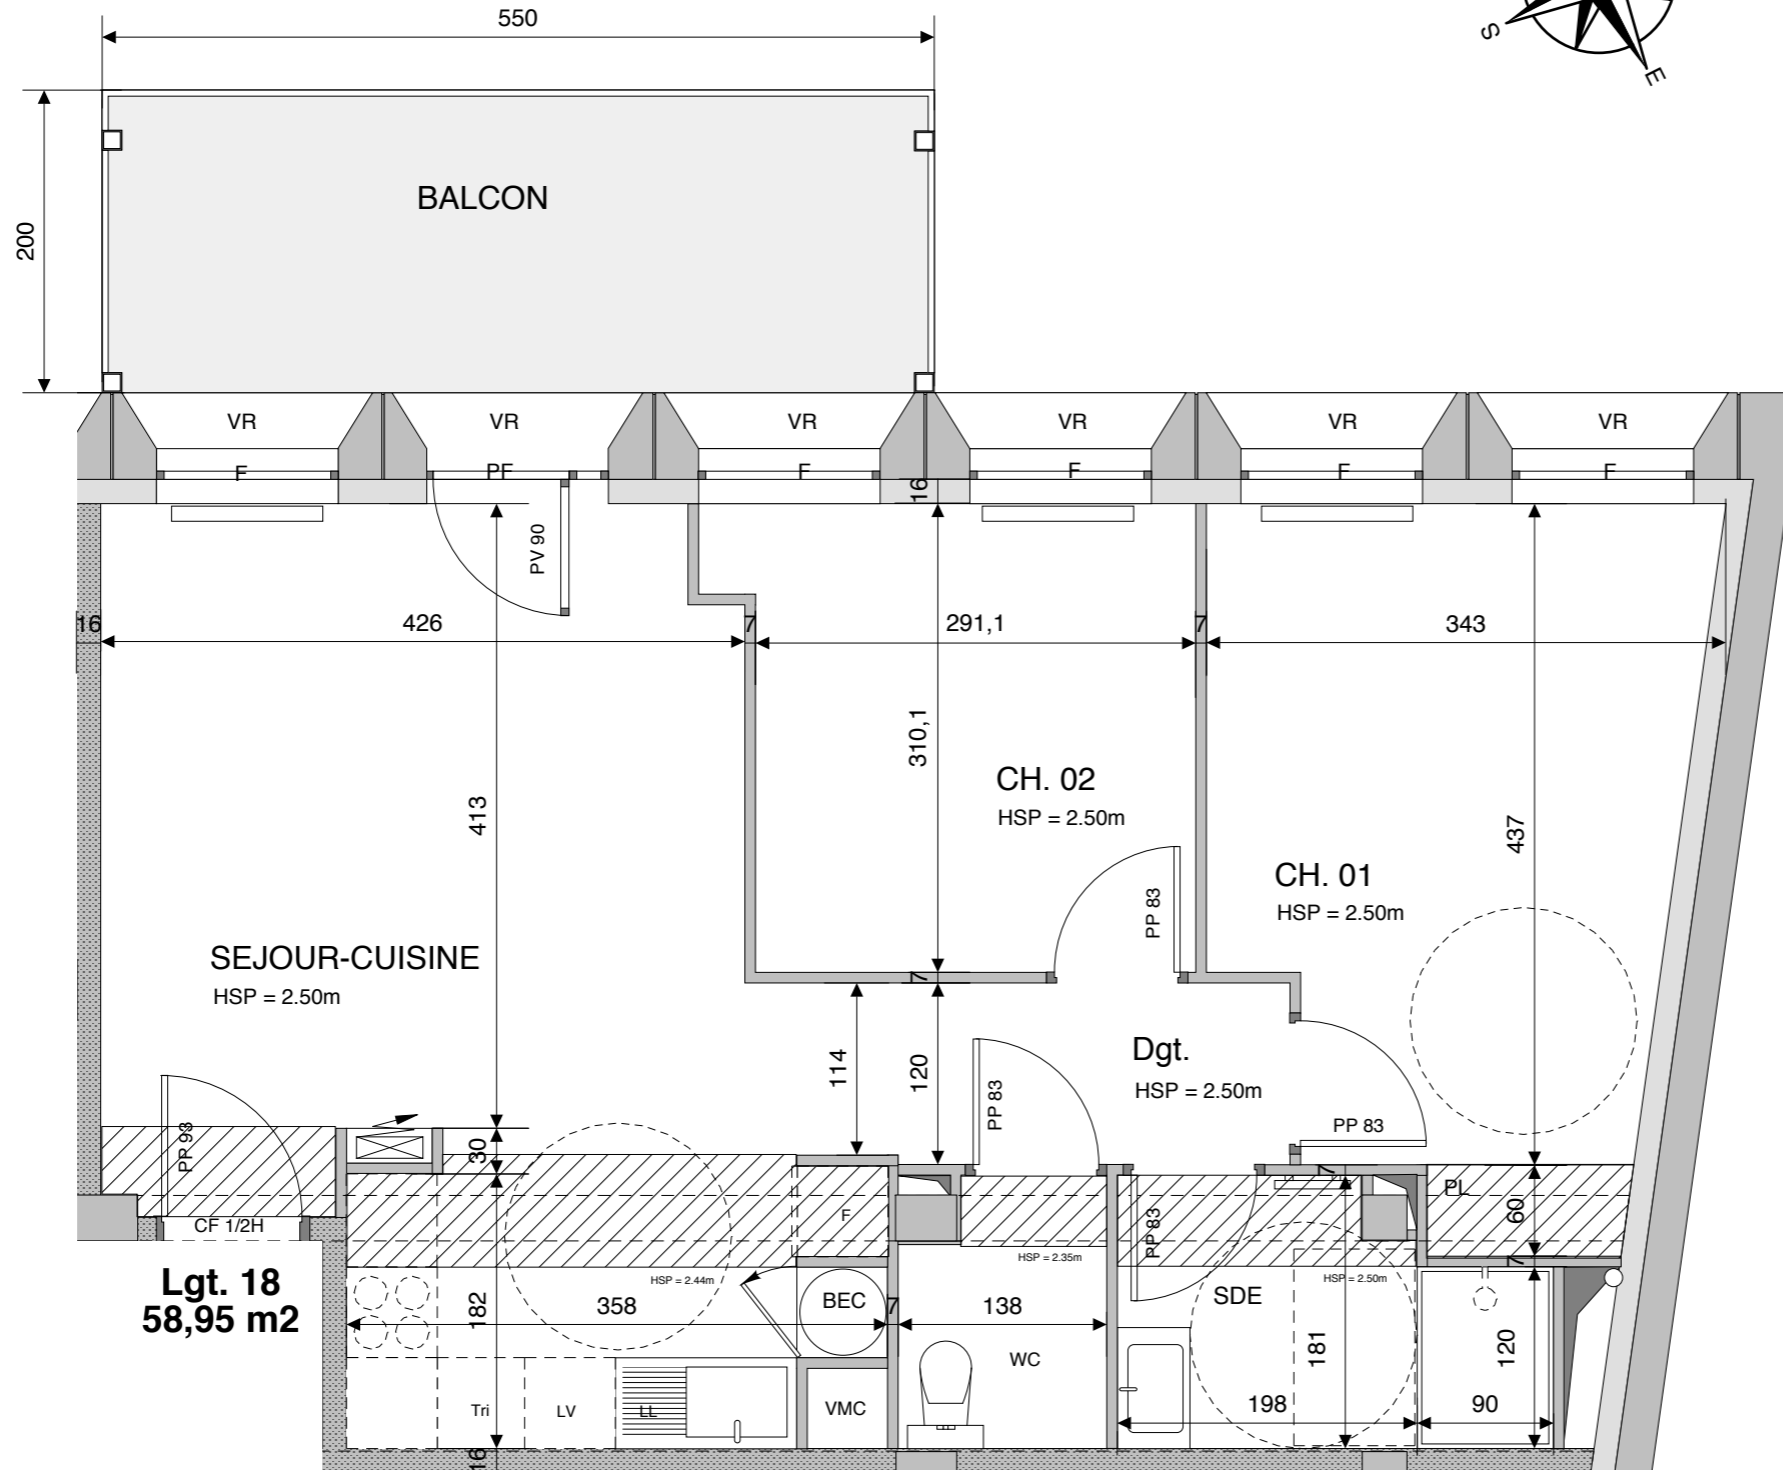 550
S
E
200
BALCON
VR
VR
VR
VR
VR
VR
F
PF
F
F
F
F
16
PV 90
16
426
7
291,1
7
343
310,1
413
437
CH. 02
HSP = 2.50m
CH. 01
HSP = 2.50m
PP 83
SEJOUR-CUISINE
HSP = 2.50m
7
114
120
Dgt.
HSP = 2.50m
PP 83
PP 83
PP 93
30
7
PL
60
CF 1/2H
F
PP 83
HSP = 2.35m
HSP = 2.44m
HSP = 2.50m
7
Lgt. 18
58,95 m2
182
358
BEC
7
138
SDE
181
120
WC
198
90
Tri
LV
LL
VMC
16